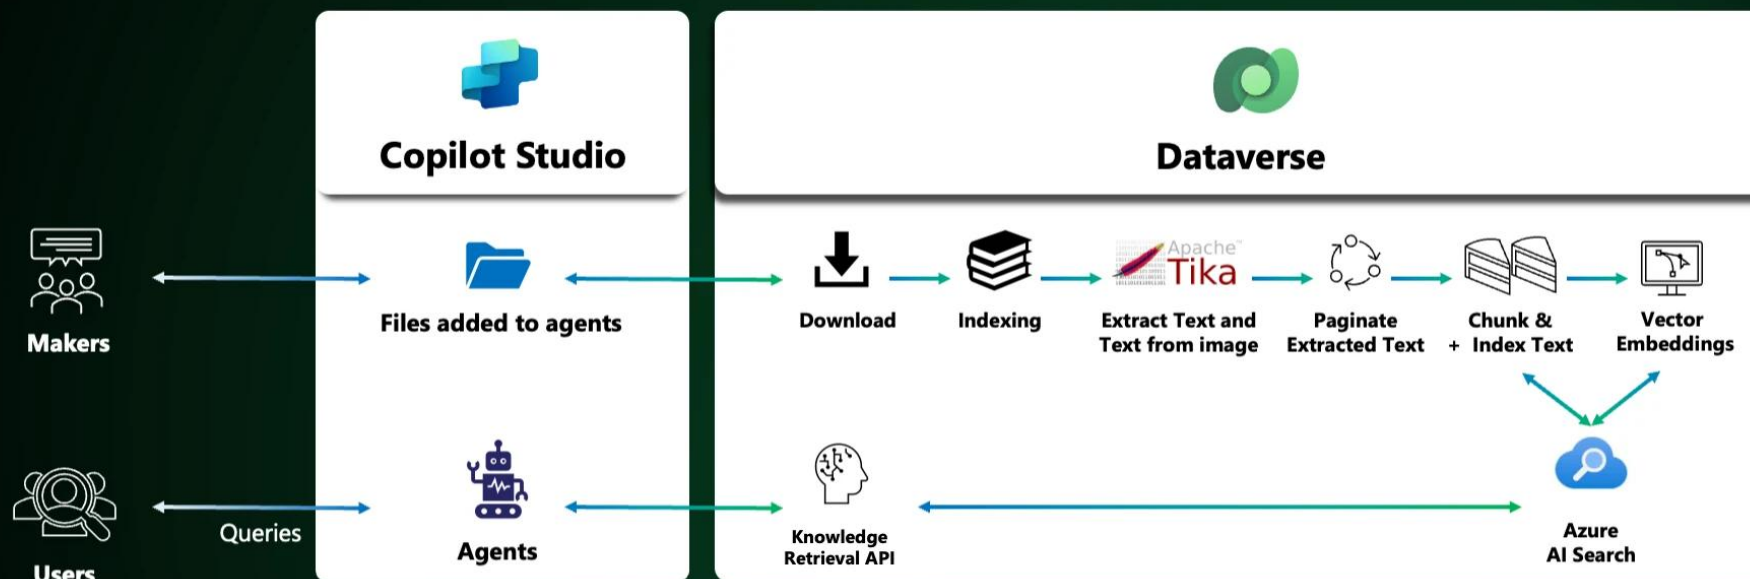 Copilot Studio
Dataverse
Apache™
Tika
Makers
Files added to agents
Download
Indexing
Extract Text and
Text from image
Paginate
Extracted Text
Chunk &
+ Index Text
Vector
Embeddings
Queries
Users
Agents
Knowledge
Retrieval API
Azure
AI Search